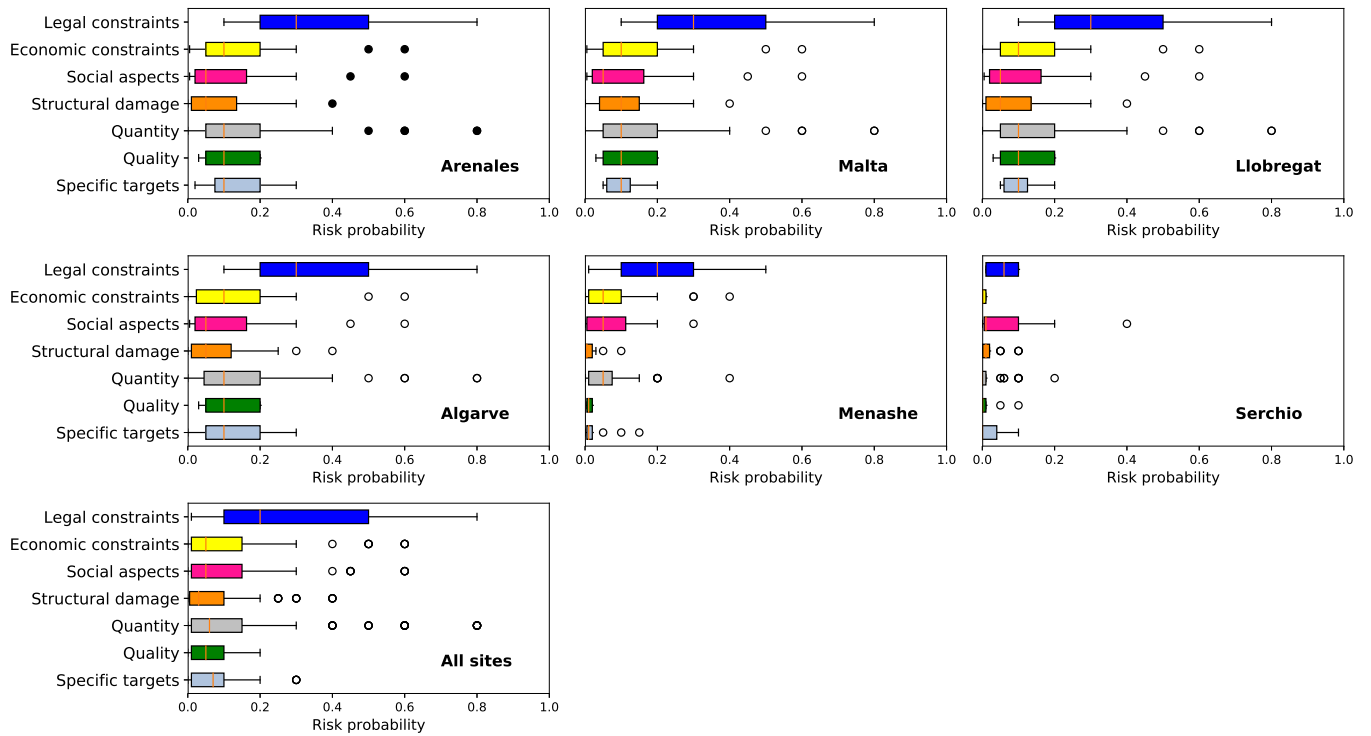 Legal constraints
Economic constraints
Social aspects
Structural damage
Quantity
Quality
Specific targets
Arenales
0.0 0.2 0.4 0.6 0.8 1.0
Risk probability
Malta
0.0 0.2 0.4 0.6 0.8 1.0
Risk probability
Llobregat
0.0 0.2 0.4 0.6 0.8 1.0
Risk probability
Legal constraints
Economic constraints
Social aspects
Structural damage
Quantity
Quality
Specific targets
Algarve
0.0 0.2 0.4 0.6 0.8 1.0
Risk probability
Menashe
0.0 0.2 0.4 0.6 0.8 1.0
Risk probability
Serchio
0.0 0.2 0.4 0.6 0.8 1.0
Risk probability
Legal constraints
Economic constraints
Social aspects
Structural damage
Quantity
Quality
Specific targets
All sites
0.0 0.2 0.4 0.6 0.8 1.0
Risk probability